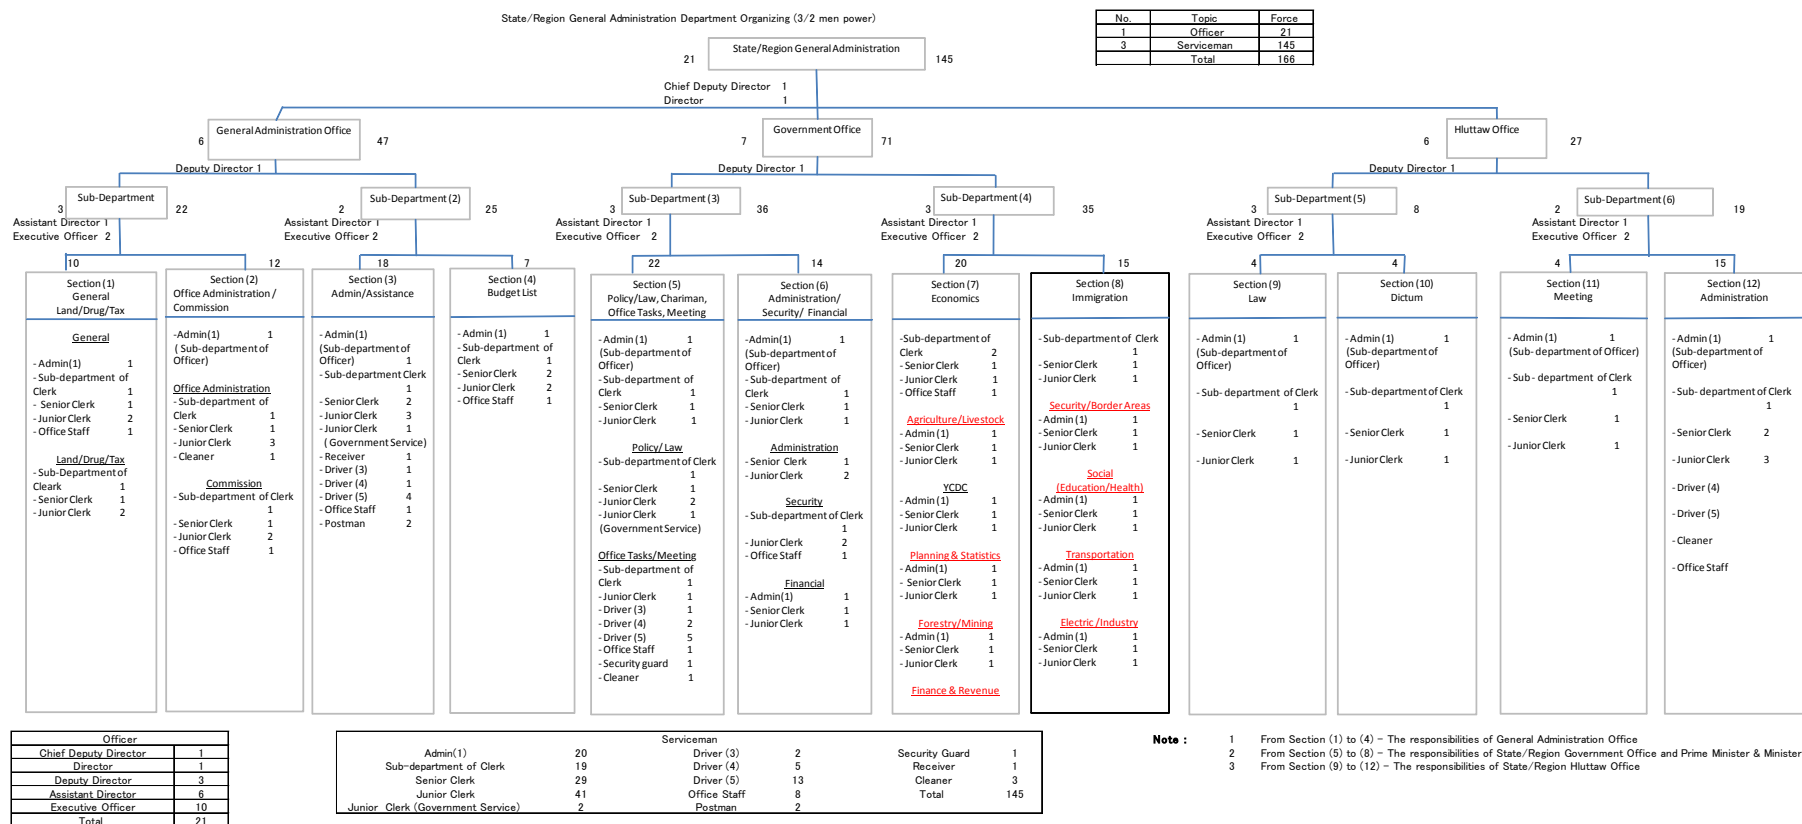 State/Region General Administration Department Organizing (3/2 men power)
No. Topic Force
1 Officer 21
3 Serviceman 145
Total 166
State/Region General Administration
21 145
Chief Deputy Director 1
Director 1
General Administration Office
6 47
Deputy Director 1
Government Office
7 71
Deputy Director 1
Hluttaw Office
6 27
Deputy Director 1
Sub-Department
3 22
Assistant Director 1
Executive Officer 2
Sub-Department (2)
2 25
Assistant Director 1
Executive Officer 2
Sub-Department (3)
3 36
Assistant Director 1
Executive Officer 2
Sub-Department (4)
3 35
Assistant Director 1
Executive Officer 2
Sub-Department (5)
3 8
Assistant Director 1
Executive Officer 2
Sub-Department (6)
2 19
Assistant Director 1
Executive Officer 2
10
Section (1)
General
Land/Drug/Tax
General
- Admin(1) 1
- Sub-department of
Clerk 1
- Senior Clerk 1
- Junior Clerk 2
- Office Staff 1
Land/Drug/Tax
- Sub-Department of
Cleark 1
- Senior Clerk 1
- Junior Clerk 2
12
Section (2)
Office Administration /
Commission
-Admin(1) 1
( Sub-department of
Officer)
Office Administration
- Sub-department of
Clerk 1
- Senior Clerk 1
- Junior Clerk 3
- Cleaner 1
Commission
- Sub-department of Clerk
1
- Senior Clerk 1
- Junior Clerk 2
- Office Staff 1
18
Section (3)
Admin/Assistance
- Admin(1)
(Sub-department of
Officer) 1
- Sub-department Clerk
1
- Senior Clerk 2
- Junior Clerk 3
- Junior Clerk 1
( Government Service)
- Receiver 1
- Driver (3) 1
- Driver (4) 1
- Driver (5) 4
- Office Staff 1
- Postman 2
7
Section (4)
Budget List
- Admin (1) 1
- Sub-department of
Clerk 1
- Senior Clerk 2
- Junior Clerk 2
- Office Staff 1
22
Section (5)
Policy/Law, Chariman,
Office Tasks, Meeting
- Admin(1) 1
(Sub-department of
Officer)
- Sub-department of
Clerk 1
- Senior Clerk 1
- Junior Clerk 1
Policy/ Law
- Sub-department of Clerk
1
- Senior Clerk 1
- Junior Clerk 2
- Junior Clerk 1
(Government Service)
Office Tasks/Meeting
- Sub-department of
Clerk 1
- Junior Clerk 1
- Driver (3) 1
- Driver (4) 2
- Driver (5) 5
- Office Staff 1
- Security guard 1
- Cleaner 1
14
Section (6)
Administration/
Security/ Financial
- Admin(1) 1
(Sub-department of
Officer)
- Sub-department of
Clerk 1
- Senior Clerk 1
- Junior Clerk 1
Administration
- Senior Clerk 1
- Junior Clerk 2
Security
- Sub-department of Clerk
1
- Junior Clerk 2
- Office Staff 1
Financial
- Admin(1) 1
- Senior Clerk 1
- Junior Clerk 1
20
Section (7)
Economics
-Sub-department of
Clerk 2
- Senior Clerk 1
- Junior Clerk 1
- Office Staff 1
Agriculture/Livestock
- Admin (1) 1
- Senior Clerk 1
- Junior Clerk 1
YCDC
- Admin (1) 1
- Senior Clerk 1
- Junior Clerk 1
Planning & Statistics
- Admin(1) 1
- Senior Clerk 1
- Junior Clerk 1
Forestry/Mining
- Admin (1) 1
- Senior Clerk 1
- Junior Clerk 1
Finance & Revenue
15
Section (8)
Immigration
- Sub-department of Clerk
1
- Senior Clerk 1
- Junior Clerk 1
Security/Border Areas
- Admin (1) 1
- Senior Clerk 1
- Junior Clerk 1
Social
(Education/Health)
- Admin (1) 1
- Senior Clerk 1
- Junior Clerk 1
Transportation
- Admin (1) 1
- Senior Clerk 1
- Junior Clerk 1
Electric /Industry
- Admin (1) 1
- Senior Clerk 1
- Junior Clerk 1
4
Section (9)
Law
- Admin (1) 1
(Sub-department of
Officer)
- Sub-department of Clerk
1
- Senior Clerk 1
- Junior Clerk 1
4
Section (10)
Dictum
- Admin (1) 1
(Sub-department of
Officer)
- Sub-department of Clerk
1
- Senior Clerk 1
- Junior Clerk 1
4
Section (11)
Meeting
- Admin (1) 1
(Sub-department of Officer)
- Sub- department of Clerk
1
- Senior Clerk 1
- Junior Clerk 1
15
Section (12)
Administration
- Admin (1) 1
(Sub-department of
Officer)
- Sub-department of Clerk
1
- Senior Clerk 2
- Junior Clerk 3
- Driver (4)
- Driver (5)
- Cleaner
- Office Staff
Officer
Chief Deputy Director 1
Director 1
Deputy Director 3
Assistant Director 6
Executive Officer 10
Total 21
Serviceman
Admin(1) 20 Driver (3) 2 Security Guard 1
Sub-department of Clerk 19 Driver (4) 5 Receiver 1
Senior Clerk 29 Driver (5) 13 Cleaner 3
Junior Clerk 41 Office Staff 8 Total 145
Junior Clerk (Government Service) 2 Postman 2
Note : 1 From Section (1) to (4) - The responsibilities of General Administration Office
2 From Section (5) to (8) - The responsibilities of State/Region Government Office and Prime Minister & Minister
3 From Section (9) to (12) - The responsibilities of State/Region Hluttaw Office